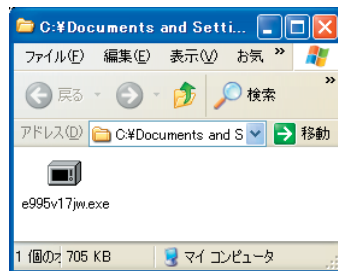 C:¥Documents and Setti...
ファイル(F) 編集(E) 表示(V) お気 »
戻る 検索 »
アドレス(D) C:¥Documents and S 移動
e995v17jw.exe
1 個のオ 705 KB マイ コンピュータ